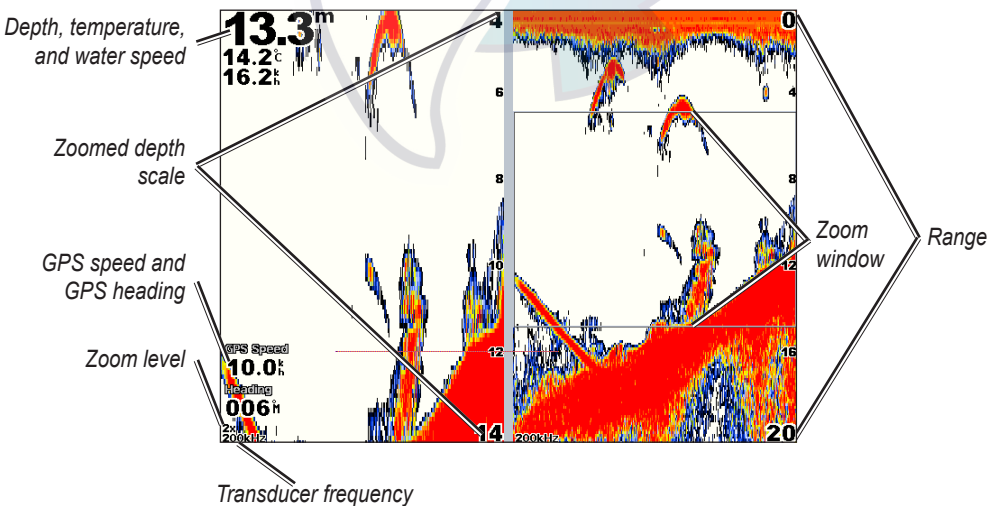 Depth, temperature,
and water speed
Zoomed depth
scale
GPS speed and
GPS heading
Zoom level
Transducer frequency
13.3m
14.2°C
16.2kh
4
6
8
10
12
14
GPS Speed
10.0kh
Heading
006°M
2x
200kHz
0
4
8
12
16
20
200kHz
Zoom
window
Range